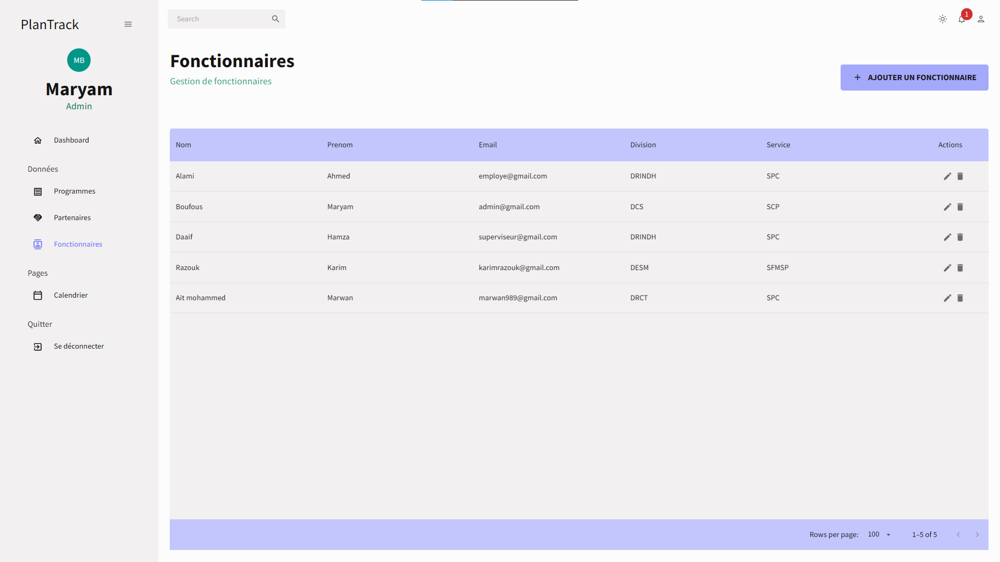 PlanTrack
MB
Maryam
Admin
Dashboard
Données
Programmes
Partenaires
Fonctionnaires
Pages
Calendrier
Quitter
Se déconnecter
Search
1
Fonctionnaires
Gestion de fonctionnaires
AJOUTER UN FONCTIONNAIRE
Nom Prenom Email Division Service Actions
Alami Ahmed employe@gmail.com DRINDH SPC
Boufous Maryam admin@gmail.com DCS SCP
Daaif Hamza superviseur@gmail.com DRINDH SPC
Razouk Karim karimrazouk@gmail.com DESM SFMSP
Ait mohammed Marwan marwan989@gmail.com DRCT SPC
Rows per page: 100 1–5 of 5